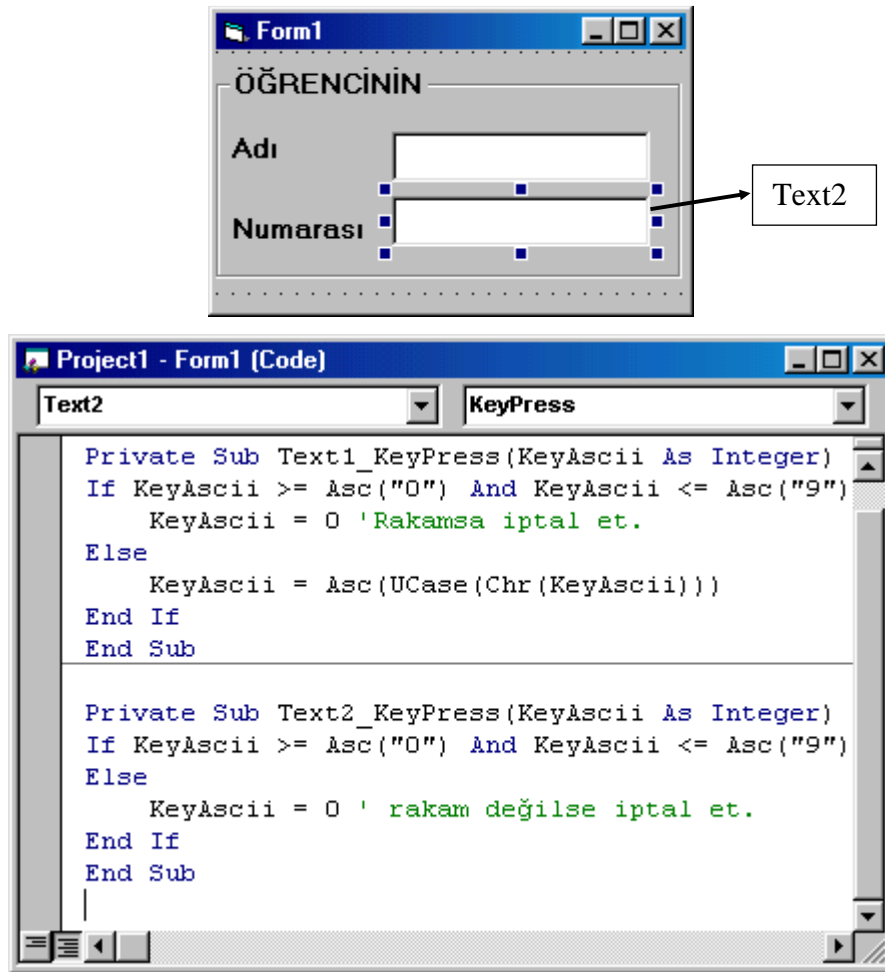 Form1
ÖĞRENCİNİN
Adı
Numarası
Text2
Project1 - Form1 (Code)
Text2 KeyPress
Private Sub Text1_KeyPress(KeyAscii As Integer)
If KeyAscii >= Asc("0") And KeyAscii <= Asc("9")
KeyAscii = 0 'Rakamsa iptal et.
Else
KeyAscii = Asc(UCase(Chr(KeyAscii)))
End If
End Sub
Private Sub Text2_KeyPress(KeyAscii As Integer)
If KeyAscii >= Asc("0") And KeyAscii <= Asc("9")
Else
KeyAscii = 0 ' rakam değilse iptal et.
End If
End Sub